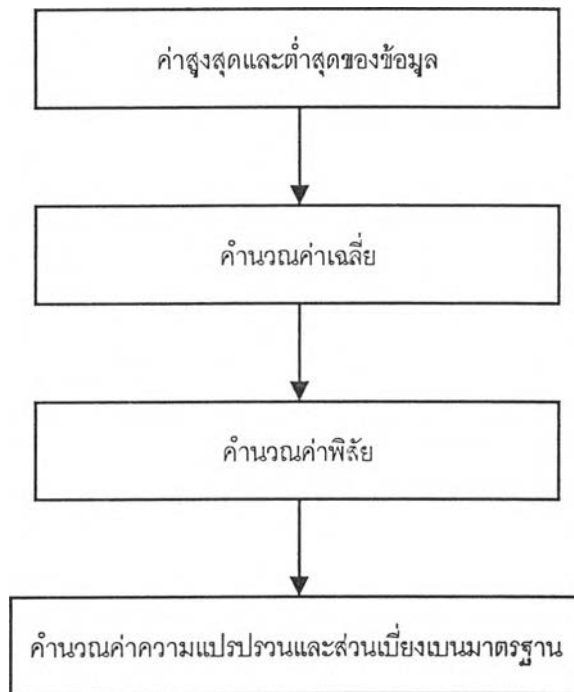 ค่าสูงสุดและต่ำสุดของข้อมูล
คำนวณค่าเฉลี่ย
คำนวณค่าพิสัย
คำนวณค่าความแปรปรวนและส่วนเบี่ยงเบนมาตรฐาน